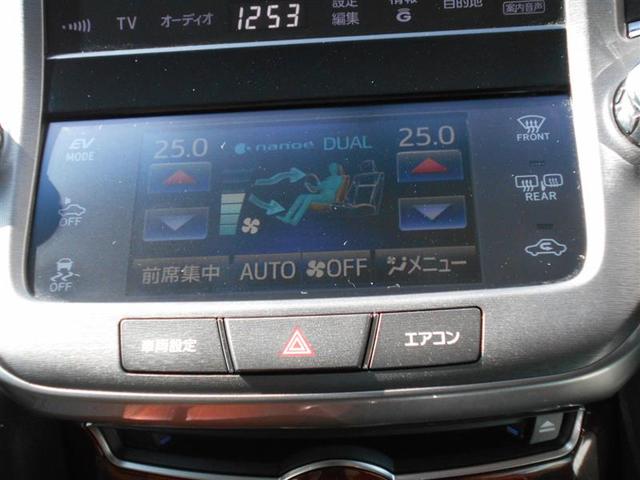 TV オーディオ 12:53 設定 情報 目的地
編集 G 案内音声
EV
MODE
25.0 nanoe DUAL 25.0
FRONT
OFF
REAR
OFF
前席集中 AUTO OFF メニュー
車両設定 エアコン